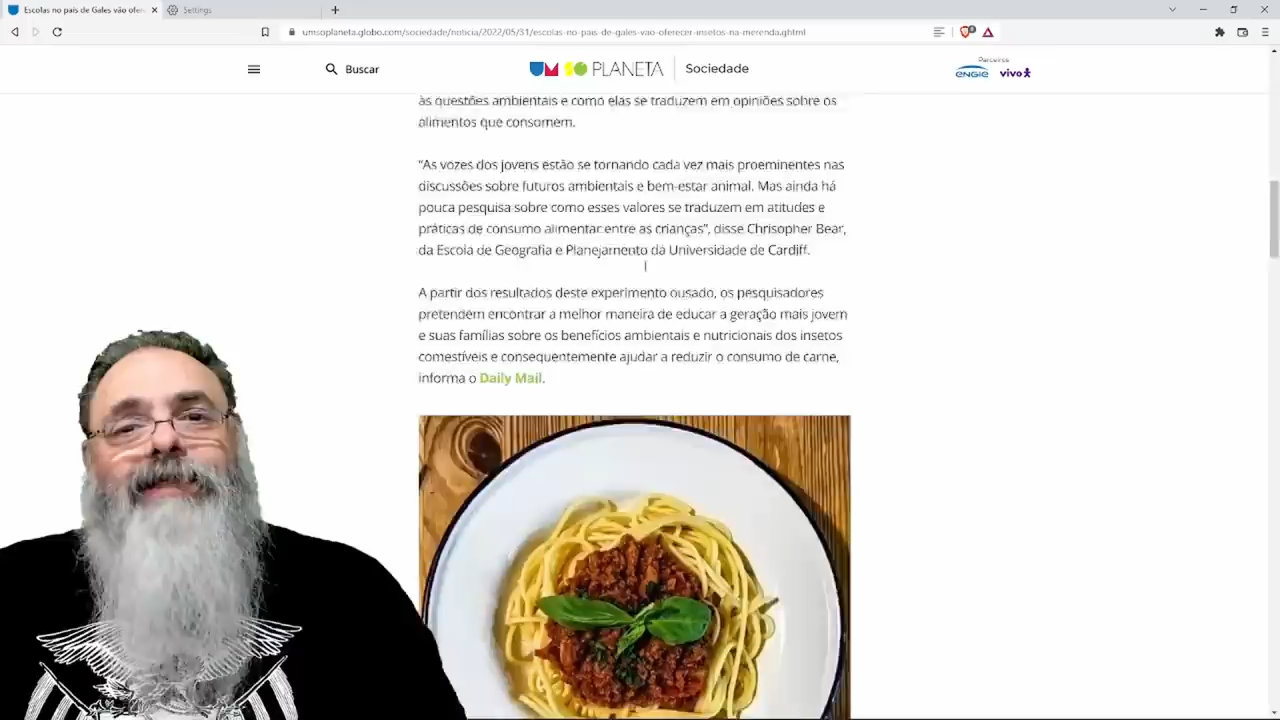 Escolas no país de Gales vão ofer
Settings
umsoplaneta.globo.com/sociedade/noticia/2022/05/31/escolas-no-pais-de-gales-vao-oferecer-insetos-na-merenda.ghtml
Buscar
UM SÓ PLANETA
Sociedade
Parceiros
ENGIE
vivo
às questões ambientais e como elas se traduzem em opiniões sobre os
alimentos que consomem.
“As vozes dos jovens estão se tornando cada vez mais proeminentes nas
discussões sobre futuros ambientais e bem-estar animal. Mas ainda há
pouca pesquisa sobre como esses valores se traduzem em atitudes e
práticas de consumo alimentar entre as crianças”, disse Chrisopher Bear,
da Escola de Geografia e Planejamento da Universidade de Cardiff.
A partir dos resultados deste experimento ousado, os pesquisadores
pretendem encontrar a melhor maneira de educar a geração mais jovem
e suas famílias sobre os benefícios ambientais e nutricionais dos insetos
comestíveis e consequentemente ajudar a reduzir o consumo de carne,
informa o Daily Mail.